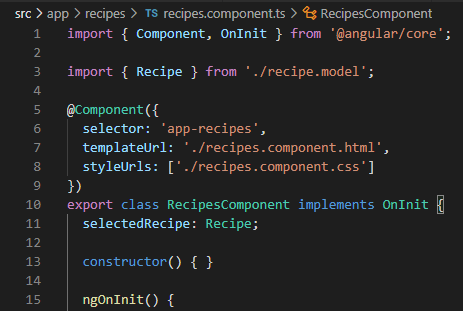 src > app > recipes > TS recipes.component.ts > RecipesComponent
1 import { Component, OnInit } from '@angular/core';
2
3 import { Recipe } from './recipe.model';
4
5 @Component({
6   selector: 'app-recipes',
7   templateUrl: './recipes.component.html',
8   styleUrls: ['./recipes.component.css']
9 })
10 export class RecipesComponent implements OnInit {
11   selectedRecipe: Recipe;
12
13   constructor() { }
14
15   ngOnInit() {